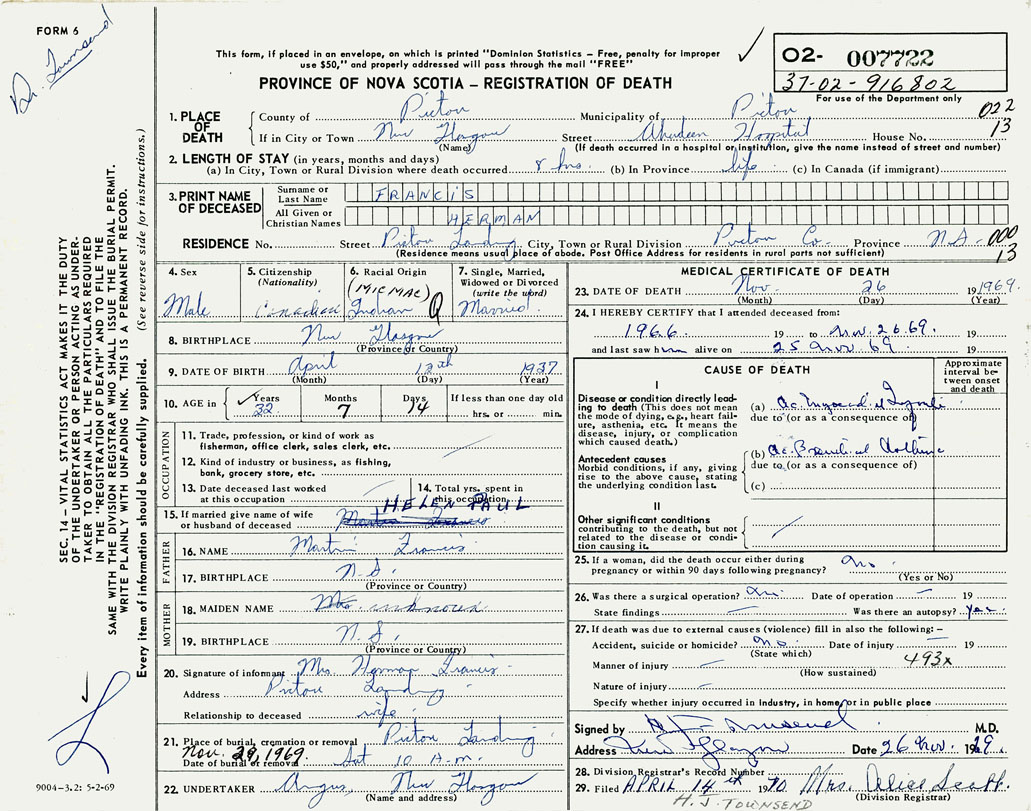 FORM 6
Dr. Townsend
This form, if placed in an envelope, on which is printed "Dominion Statistics – Free, penalty for improper
use $50," and properly addressed will pass through the mail "FREE"
PROVINCE OF NOVA SCOTIA – REGISTRATION OF DEATH
02- 007722
37-02-916802
For use of the Department only
022
13
1. PLACE OF DEATH
County of Pictou Municipality of Pictou
If in City or Town New Glasgow Street Aberdeen Hospital House No.
(Name) (If death occurred in a hospital or institution, give the name instead of street and number)
2. LENGTH OF STAY (in years, months and days)
(a) In City, Town or Rural Division where death occurred 8 hrs. (b) In Province life (c) In Canada (if immigrant)
3. PRINT NAME OF DECEASED
Surname or Last Name FRANCIS
All Given or Christian Names HERMAN
RESIDENCE No. Street Pictou Landing City, Town or Rural Division Pictou Co. Province N.S. 000
(Residence means usual place of abode. Post Office Address for residents in rural parts not sufficient) 13
4. Sex
Male
5. Citizenship
(Nationality)
Canadian
6. Racial Origin
(MICMAC)
Indian
7. Single, Married,
Widowed or Divorced
(write the word)
Married
8. BIRTHPLACE New Glasgow
(Province or Country)
9. DATE OF BIRTH April 12th 1937
(Month) (Day) (Year)
10. AGE in Years Months Days If less than one day old
32 7 14 hrs. or min.
OCCUPATION
11. Trade, profession, or kind of work as
fisherman, office clerk, sales clerk, etc.
12. Kind of industry or business, as fishing,
bank, grocery store, etc.
13. Date deceased last worked
at this occupation
14. Total yrs. spent in
this occupation
HELEN PAUL
15. If married give name of wife
or husband of deceased
FATHER
16. NAME Martin Francis
17. BIRTHPLACE N.S.
(Province or Country)
MOTHER
18. MAIDEN NAME Mrs. unknown
19. BIRTHPLACE N.S.
(Province or Country)
20. Signature of informant Mrs. Herman Francis
Address Pictou Landing
Relationship to deceased wife
21. Place of burial, cremation or removal Pictou Landing
Nov. 29, 1969
Date of burial or removal Sat 10 A.M.
22. UNDERTAKER Angus, New Glasgow
(Name and address)
MEDICAL CERTIFICATE OF DEATH
23. DATE OF DEATH Nov. 26 1969.
(Month) (Day) (Year)
24. I HEREBY CERTIFY that I attended deceased from:
1966 19 to Nov. 26.69. 19
and last saw him alive on 25 Nov 69 19
CAUSE OF DEATH
Approximate
interval be-
tween onset
and death
I
Disease or condition directly lead-
ing to death (This does not mean
the mode of dying, e.g., heart fail-
ure, asthenia, etc. It means the
disease, injury, or complication
which caused death.)
(a) Ac.
due to (or as a consequence of)
Antecedent causes
Morbid conditions, if any, giving
rise to the above cause, stating
the underlying condition last.
(b) Ac. Bronchial Asthma
due to (or as a consequence of)
(c)
II
Other significant conditions
contributing to the death, but not
related to the disease or condi-
tion causing it.
25. If a woman, did the death occur either during
pregnancy or within 90 days following pregnancy? no
(Yes or No)
26. Was there a surgical operation? no Date of operation 19
State findings Was there an autopsy? yes
27. If death was due to external causes (violence) fill in also the following: –
Accident, suicide or homicide? no. Date of injury 19
(State which)
493x
Manner of injury
(How sustained)
Nature of injury
Specify whether injury occurred in Industry, in home, or in public place
Signed by H J Townsend M.D.
Address New Glasgow Date 26 Nov. 1969.
28. Division Registrar's Record Number
29. Filed APRIL 14th 1970 Mrs. Alice Scott
(Division Registrar)
H. J. TOWNSEND
SEC. 14 – VITAL STATISTICS ACT MAKES IT THE DUTY
OF THE UNDERTAKER OR PERSON ACTING AS UNDER-
TAKER TO OBTAIN ALL THE PARTICULARS REQUIRED
IN THE "REGISTRATION OF DEATH" AND TO FILE THE
SAME WITH THE DIVISION REGISTRAR WHO SHALL ISSUE THE BURIAL PERMIT.
WRITE PLAINLY WITH UNFADING INK. THIS IS A PERMANENT RECORD.
Every item of information should be carefully supplied. (See reverse side for instructions.)
9004-3.2: 5-2-69